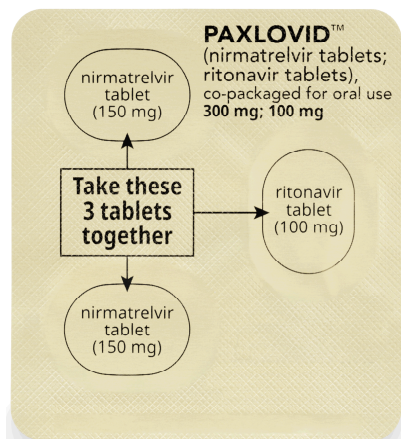 PAXLOVID™
(nirmatrelvir tablets;
ritonavir tablets),
co-packaged for oral use
300 mg; 100 mg
nirmatrelvir
tablet
(150 mg)
Take these
3 tablets
together
ritonavir
tablet
(100 mg)
nirmatrelvir
tablet
(150 mg)